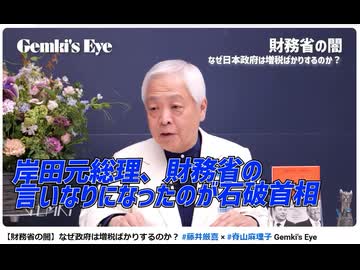 Gemki's Eye
財務省の闇
なぜ日本政府は増税ばかりするのか？
岸田元総理、財務省の
言いなりになったのが石破首相
【財務省の闇】なぜ政府は増税ばかりするのか？ #藤井厳喜 × #脊山麻理子 Gemki's Eye